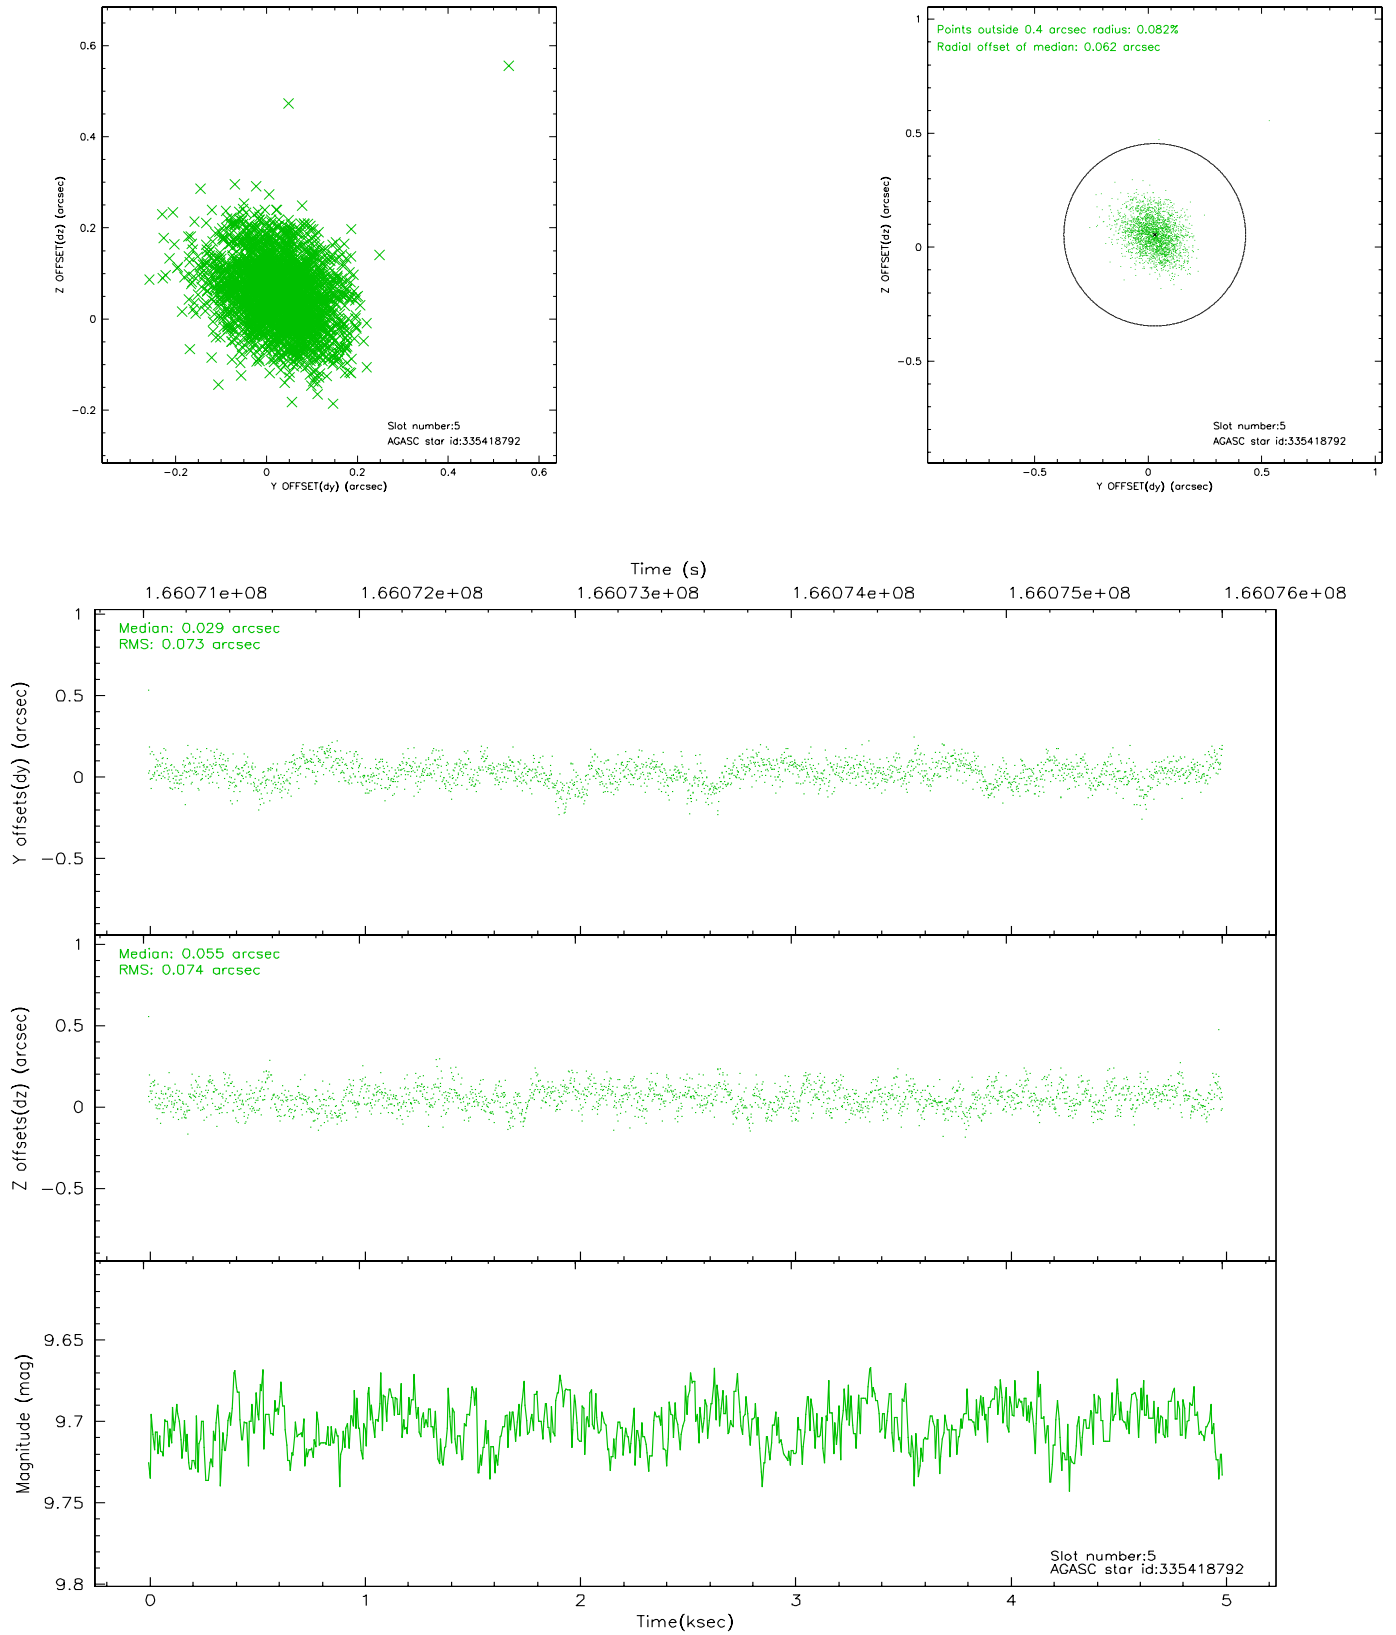 0.6
0.4
0.2
0
−0.2
Z OFFSET(dz) (arcsec)
−0.2 0 0.2 0.4 0.6
Y OFFSET(dy) (arcsec)
Slot number:5
AGASC star id:335418792
Points outside 0.4 arcsec radius: 0.082%
Radial offset of median: 0.062 arcsec
1
0.5
0
−0.5
Z OFFSET(dz) (arcsec)
−0.5 0 0.5 1
Y OFFSET(dy) (arcsec)
Slot number:5
AGASC star id:335418792
Time (s)
1.66071e+08 1.66072e+08 1.66073e+08 1.66074e+08 1.66075e+08 1.66076e+08
Median: 0.029 arcsec
RMS: 0.073 arcsec
1
0.5
0
−0.5
Y offsets(dy) (arcsec)
Median: 0.055 arcsec
RMS: 0.074 arcsec
1
0.5
0
−0.5
Z offsets(dz) (arcsec)
9.65
9.7
9.75
9.8
Magnitude (mag)
Slot number:5
AGASC star id:335418792
0 1 2 3 4 5
Time(ksec)